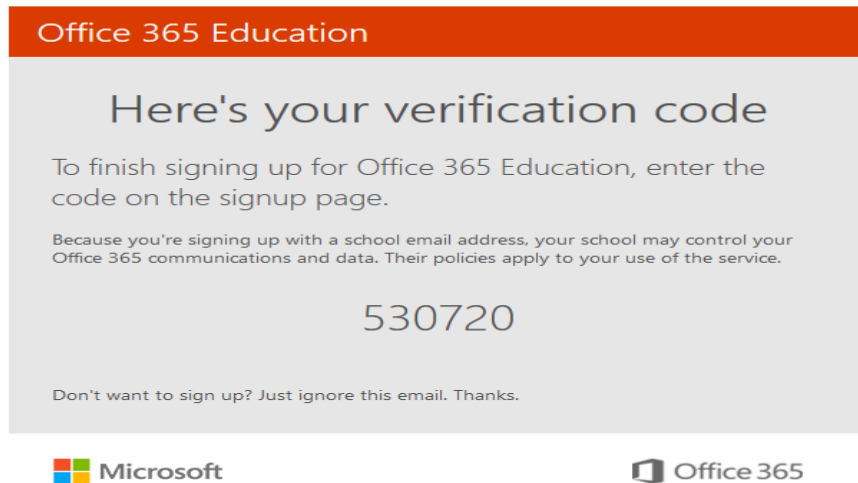 Office 365 Education
Here's your verification code
To finish signing up for Office 365 Education, enter the
code on the signup page.
Because you're signing up with a school email address, your school may control your
Office 365 communications and data. Their policies apply to your use of the service.
530720
Don't want to sign up? Just ignore this email. Thanks.
Microsoft
Office 365